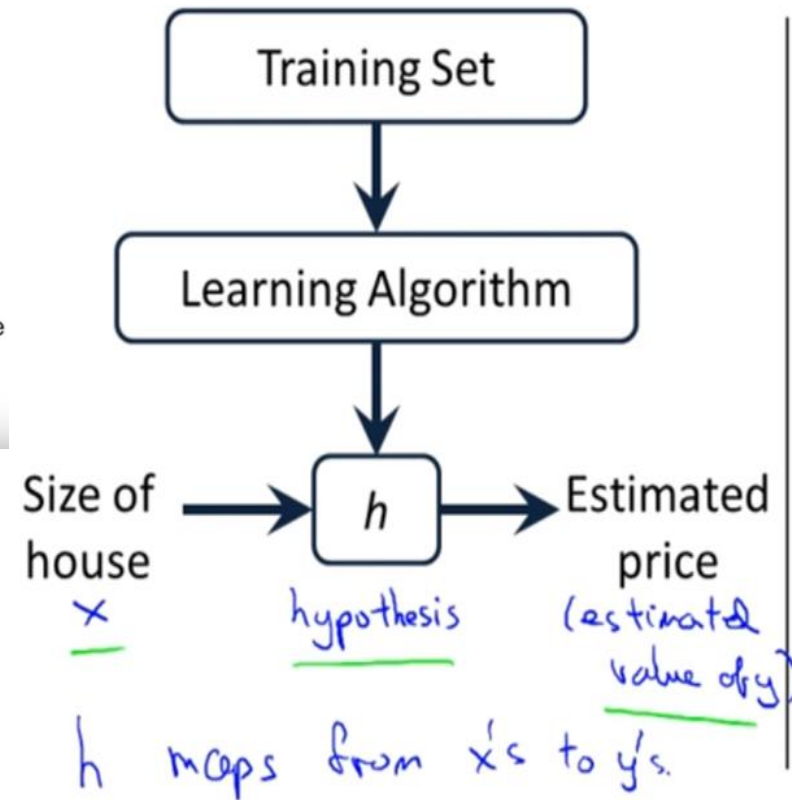 Training Set
Learning Algorithm
e
Size of
house
h
Estimated
price
x
hypothesis
(estimated
value of y)
h maps from x's to y's.